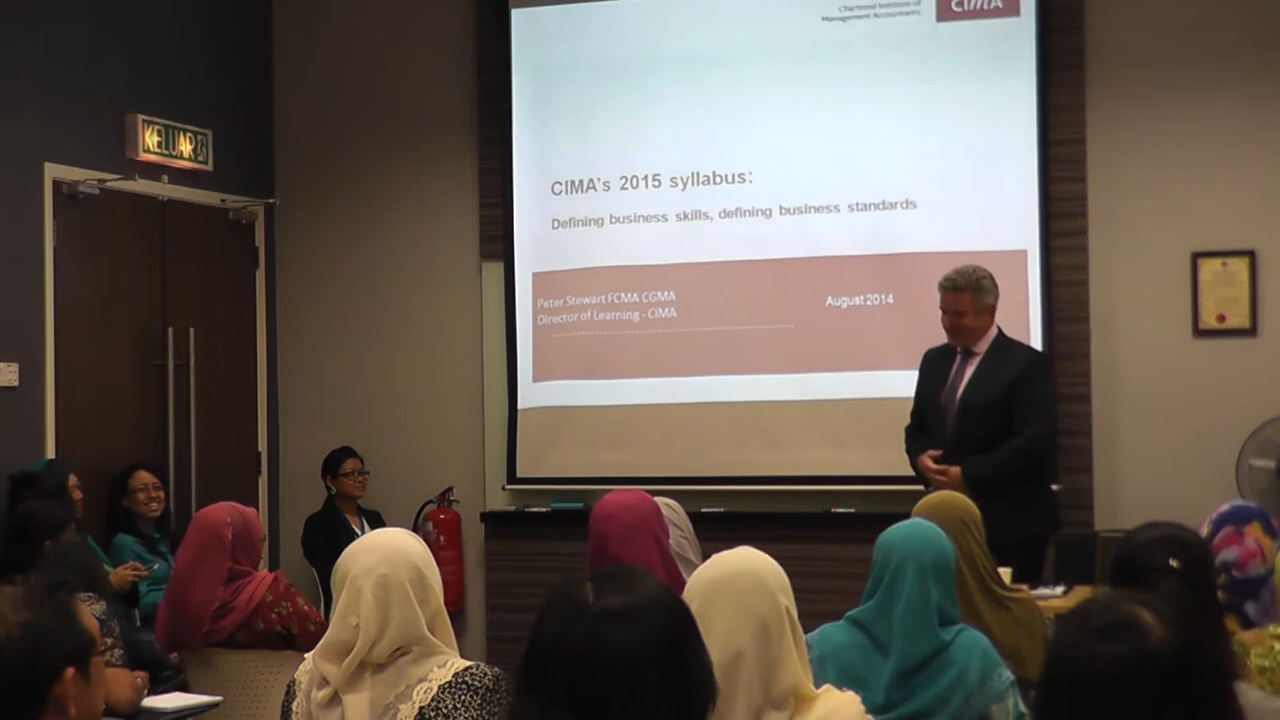 Chartered Institute of
Management Accountants
CIMA
KELUAR
CIMA's 2015 syllabus:
Defining business skills, defining business standards
Peter Stewart FCMA CGMA
August 2014
Director of Learning - CIMA